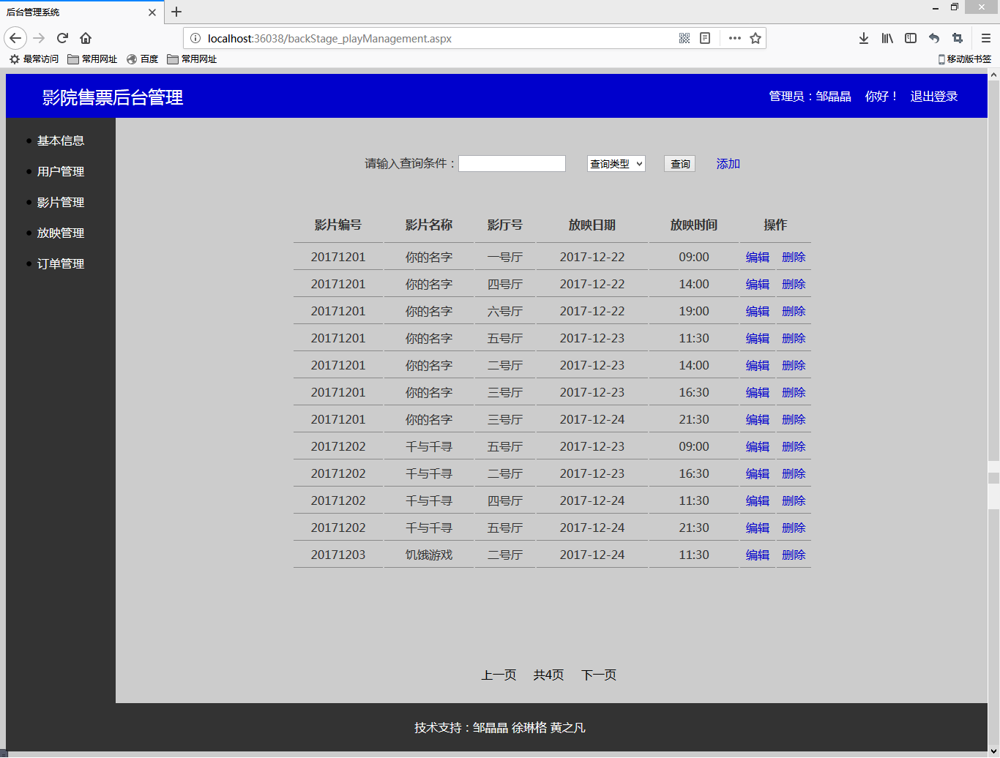 后台管理系统
localhost:36038/backStage_playManagement.aspx
最常访问 常用网址 百度 常用网址 移动版书签
影院售票后台管理 管理员：邹晶晶 你好！ 退出登录
基本信息
用户管理
影片管理
放映管理
订单管理
请输入查询条件： 查询类型 查询 添加
影片编号 影片名称 影厅号 放映日期 放映时间 操作
20171201 你的名字 一号厅 2017-12-22 09:00 编辑 删除
20171201 你的名字 四号厅 2017-12-22 14:00 编辑 删除
20171201 你的名字 六号厅 2017-12-22 19:00 编辑 删除
20171201 你的名字 五号厅 2017-12-23 11:30 编辑 删除
20171201 你的名字 二号厅 2017-12-23 14:00 编辑 删除
20171201 你的名字 三号厅 2017-12-23 16:30 编辑 删除
20171201 你的名字 三号厅 2017-12-24 21:30 编辑 删除
20171202 千与千寻 五号厅 2017-12-23 09:00 编辑 删除
20171202 千与千寻 二号厅 2017-12-23 16:30 编辑 删除
20171202 千与千寻 四号厅 2017-12-24 11:30 编辑 删除
20171202 千与千寻 五号厅 2017-12-24 21:30 编辑 删除
20171203 饥饿游戏 二号厅 2017-12-24 11:30 编辑 删除
上一页 共4页 下一页
技术支持：邹晶晶 徐琳格 黄之凡